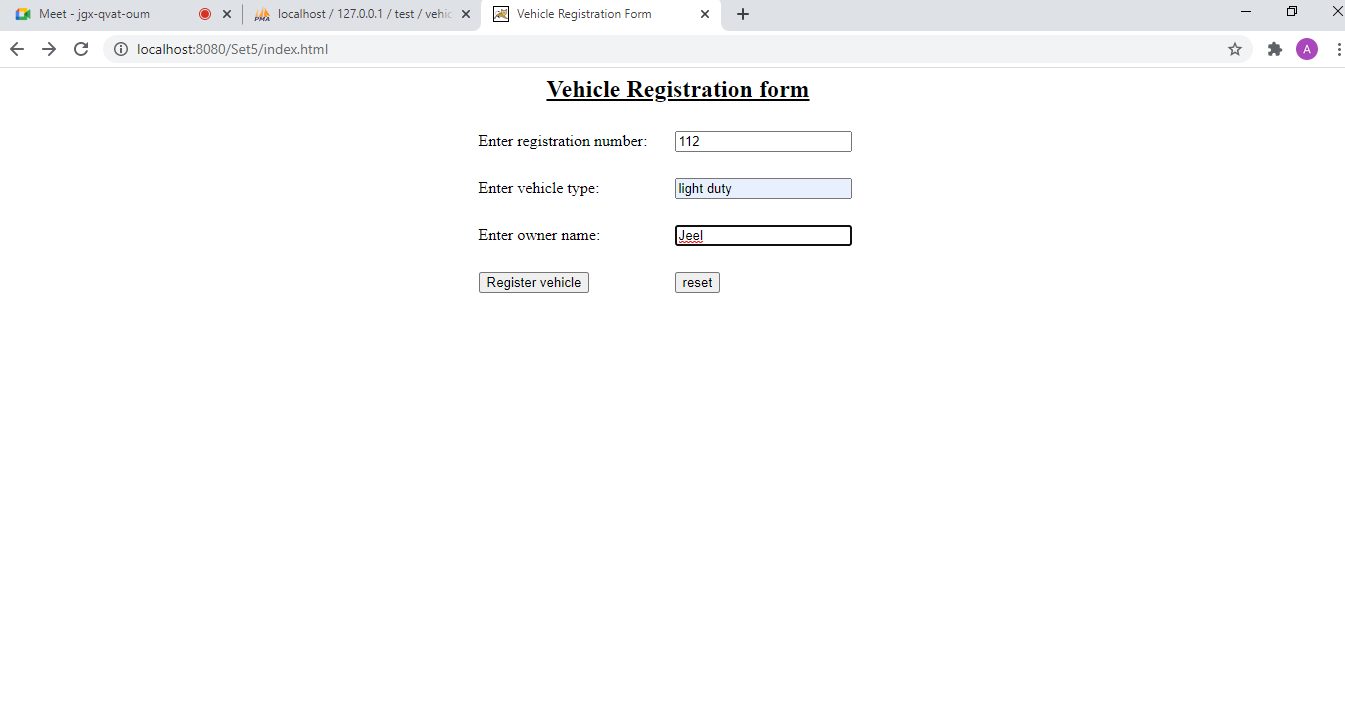 Meet - jgx-qvat-oum
PMA localhost / 127.0.0.1 / test / vehic
Vehicle Registration Form
localhost:8080/Set5/index.html
A
Vehicle Registration form
Enter registration number: 112
Enter vehicle type: light duty
Enter owner name: Jeel
Register vehicle reset